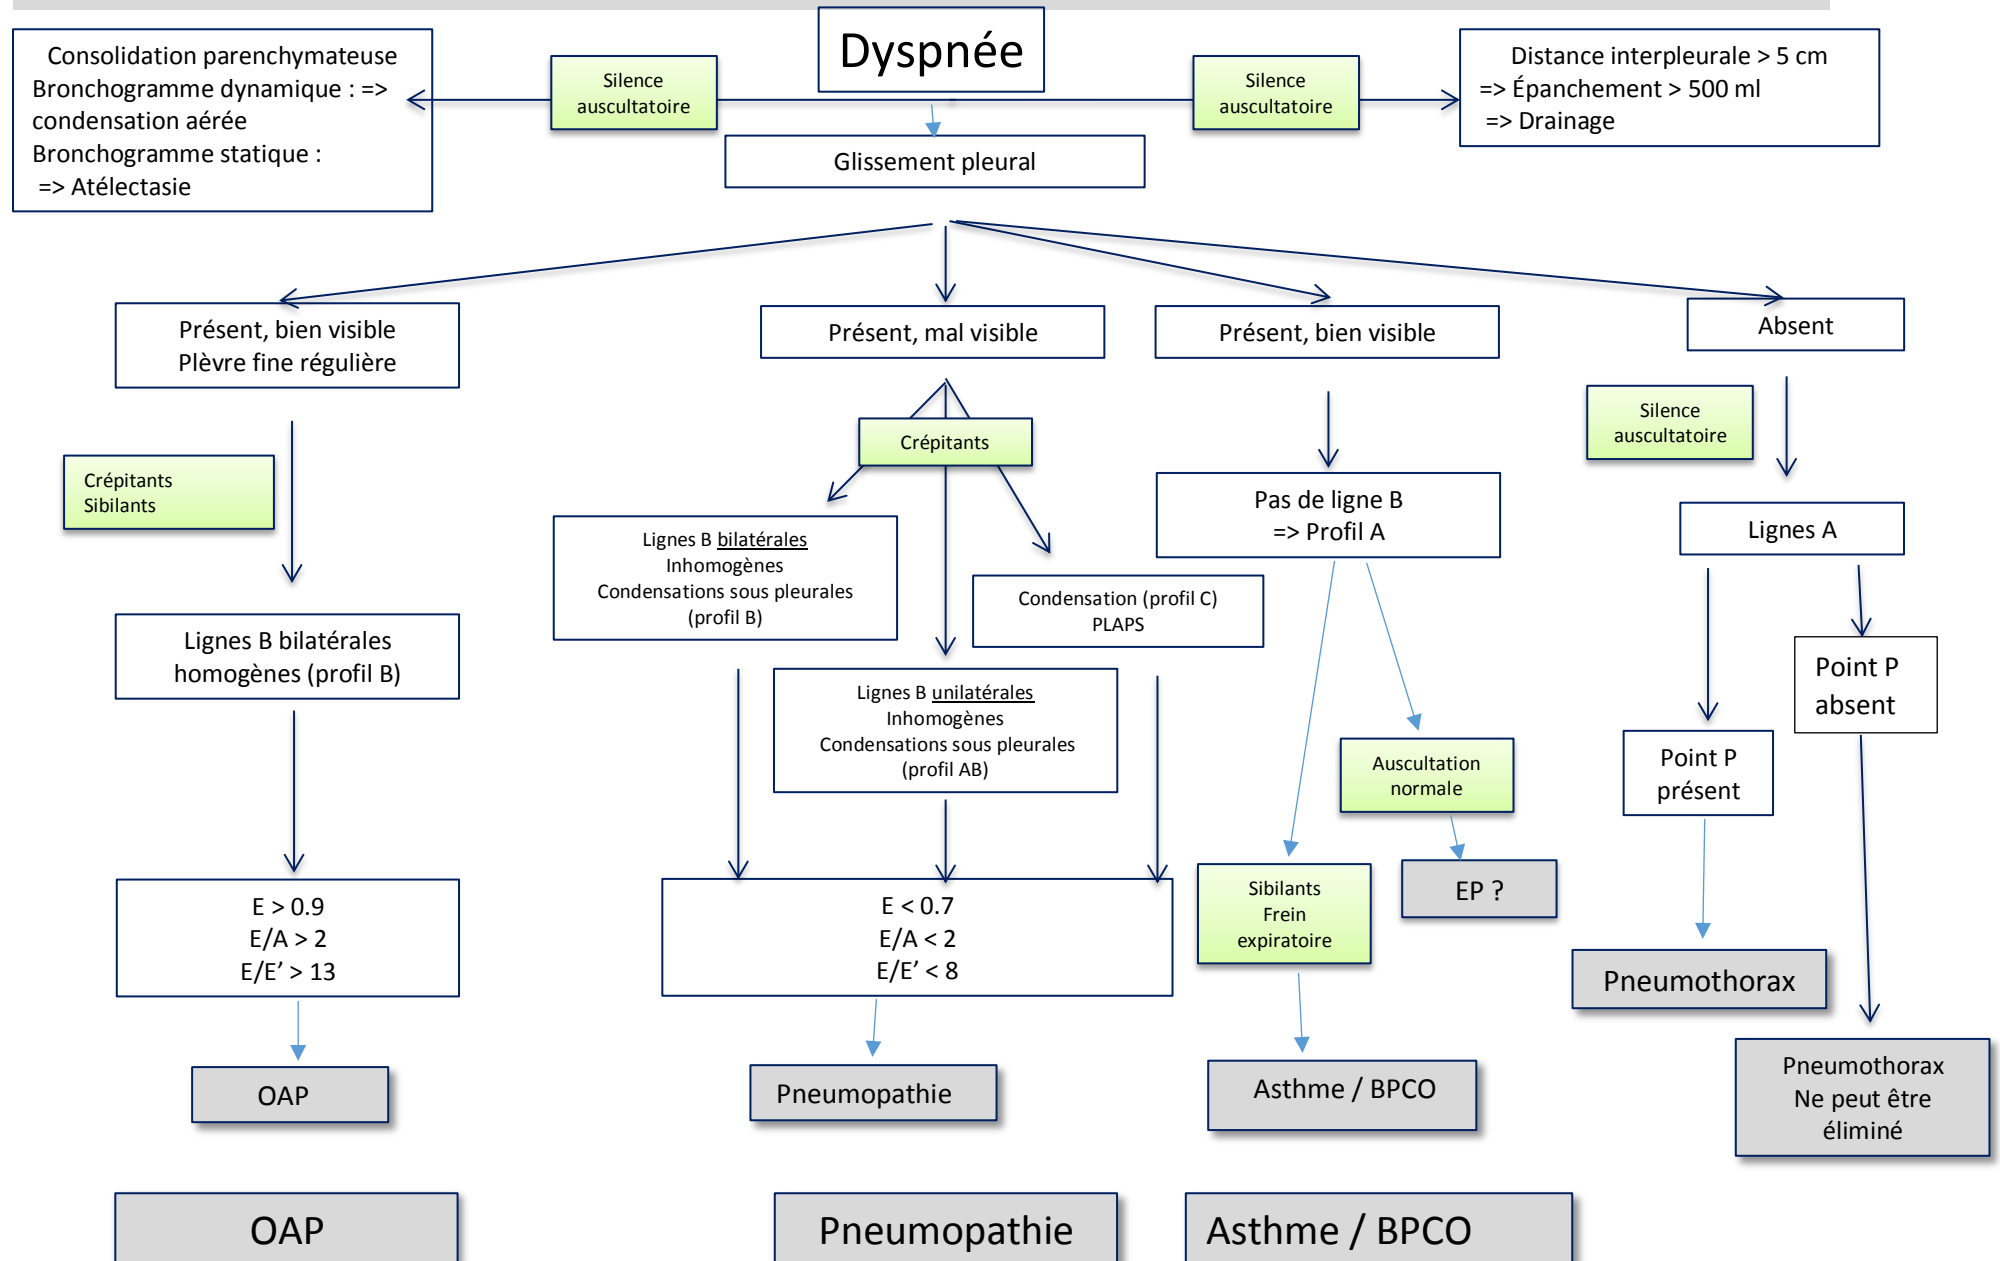 Dyspnée
Consolidation parenchymateuse
Bronchogramme dynamique : =>
condensation aérée
Bronchogramme statique :
=> Atélectasie
Silence
auscultatoire
Silence
auscultatoire
Distance interpleurale > 5 cm
=> Épanchement > 500 ml
=> Drainage
Glissement pleural
Présent, bien visible
Plèvre fine régulière
Présent, mal visible
Présent, bien visible
Absent
Crépitants
Sibilants
Crépitants
Silence
auscultatoire
Lignes B bilatérales
Inhomogènes
Condensations sous pleurales
(profil B)
Condensation (profil C)
PLAPS
Pas de ligne B
=> Profil A
Lignes A
Lignes B bilatérales
homogènes (profil B)
Lignes B unilatérales
Inhomogènes
Condensations sous pleurales
(profil AB)
Auscultation
normale
Point P
présent
Point P
absent
E > 0.9
E/A > 2
E/E’ > 13
E < 0.7
E/A < 2
E/E’ < 8
Sibilants
Frein
expiratoire
EP ?
Pneumothorax
OAP
Pneumopathie
Asthme / BPCO
Pneumothorax
Ne peut être
éliminé
OAP
Pneumopathie
Asthme / BPCO